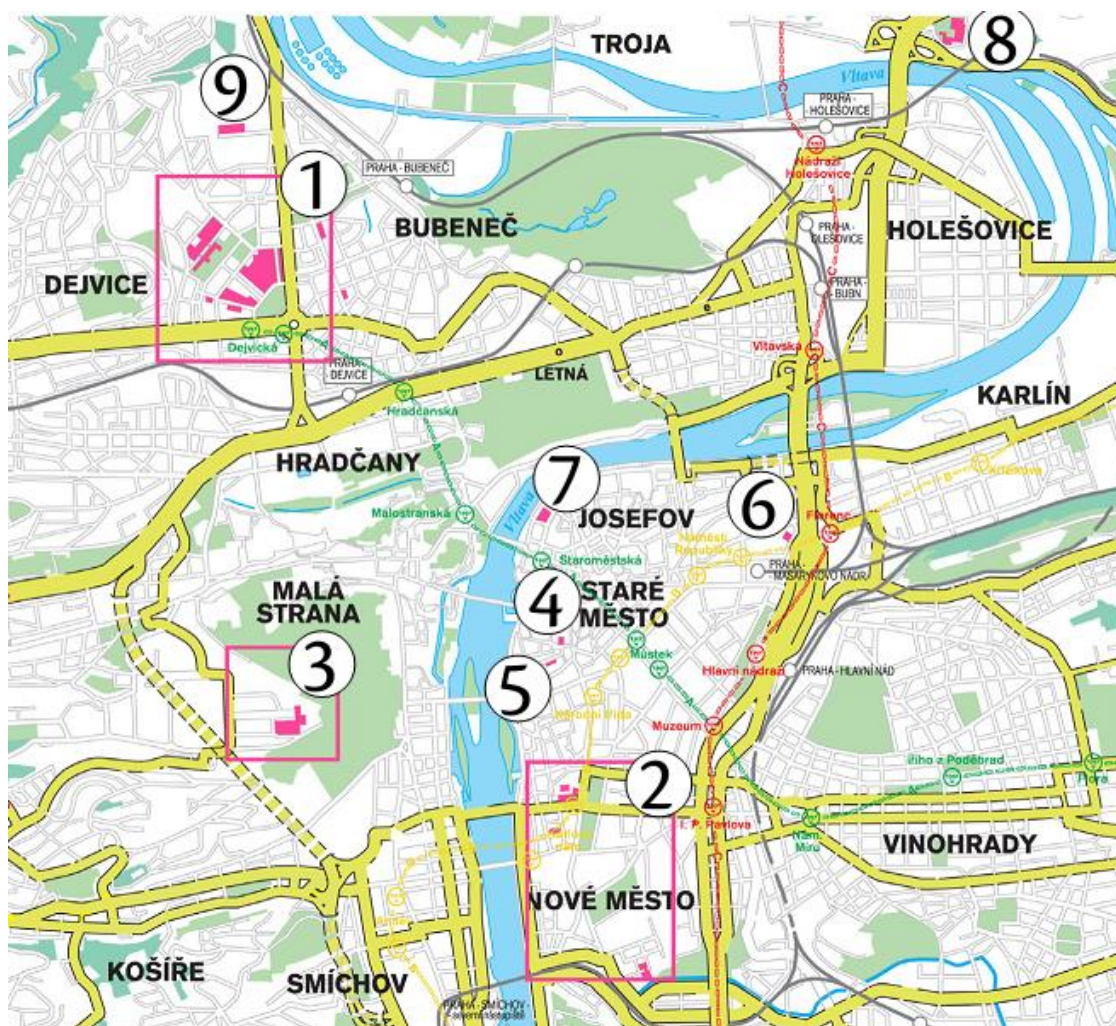 TROJA
8
Vltava
9
PRAHA -
HOLEŠOVICE
Nádraží
Holešovice
PRAHA - BUBENEČ
1
BUBENEČ
HOLEŠOVICE
PRAHA -
DEJVICE
PRAHA -
Vltavská
Dejvická
PRAHA -
- DEJVICE
LETNÁ
Hradčanská
KARLÍN
HRADČANY
7
Vltava
6
Malostranská
JOSEFOV
Florenc
Náměstí
Republiky
Staroměstská
PRAHA -
- MASARYKOVO NÁDR.
MALÁ
STRANA
4
STARÉ
MĚSTO
3
Můstek
Hlavní nádraží
PRAHA - HLAVNÍ NÁD
5
Muzeum
2
Jiřího z Poděbrad
Flora
I. P. Pavlova
Nám.
Míru
VINOHRADY
NOVÉ MĚSTO
KOŠÍŘE
SMÍCHOV
PRAHA - SMÍCHOV -